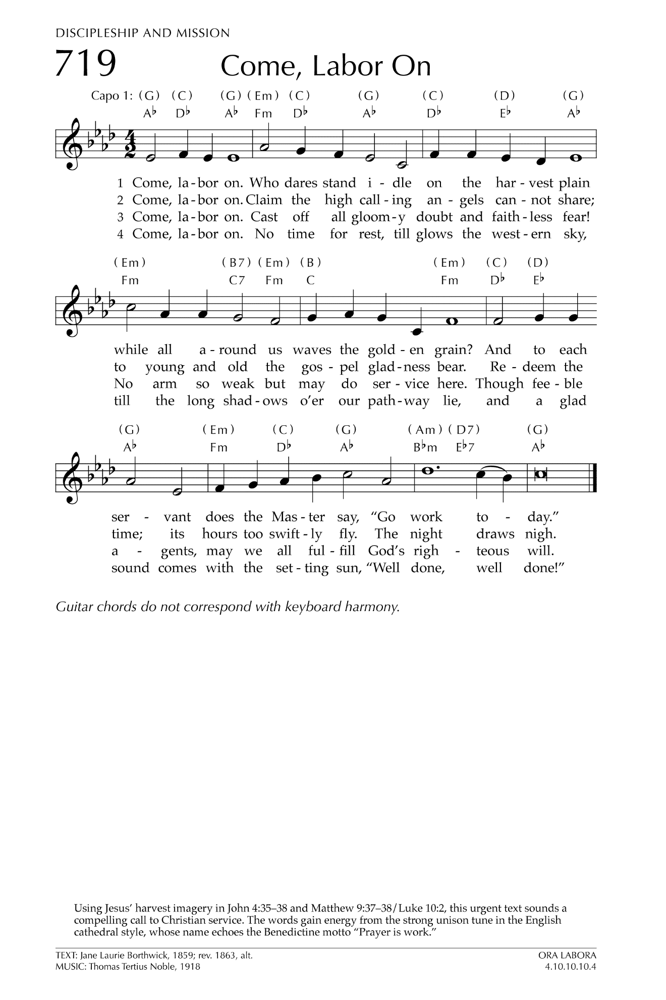 DISCIPLESHIP AND MISSION
719 Come, Labor On
Capo 1: (G) (C) (G) (Em) (C) (G) (C) (D) (G)
A♭ D♭ A♭ Fm D♭ A♭ D♭ E♭ A♭
4
2
1 Come, la - bor on. Who dares stand i - dle on the har - vest plain
2 Come, la - bor on. Claim the high call - ing an - gels can - not share;
3 Come, la - bor on. Cast off all gloom - y doubt and faith - less fear!
4 Come, la - bor on. No time for rest, till glows the west - ern sky,
(Em) (B7) (Em) (B) (Em) (C) (D)
Fm C7 Fm C Fm D♭ E♭
while all a - round us waves the gold - en grain? And to each
to young and old the gos - pel glad - ness bear. Re - deem the
No arm so weak but may do ser - vice here. Though fee - ble
till the long shad - ows o’er our path - way lie, and a glad
(G) (Em) (C) (G) (Am) (D7) (G)
A♭ Fm D♭ A♭ B♭m E♭7 A♭
ser - vant does the Mas - ter say, “Go work to - day.”
time; its hours too swift - ly fly. The night draws nigh.
a - gents, may we all ful - fill God’s righ - teous will.
sound comes with the set - ting sun, “Well done, well done!”
Guitar chords do not correspond with keyboard harmony.
Using Jesus’ harvest imagery in John 4:35–38 and Matthew 9:37–38/Luke 10:2, this urgent text sounds a
compelling call to Christian service. The words gain energy from the strong unison tune in the English
cathedral style, whose name echoes the Benedictine motto “Prayer is work.”
TEXT: Jane Laurie Borthwick, 1859; rev. 1863, alt. ORA LABORA
MUSIC: Thomas Tertius Noble, 1918 4.10.10.10.4